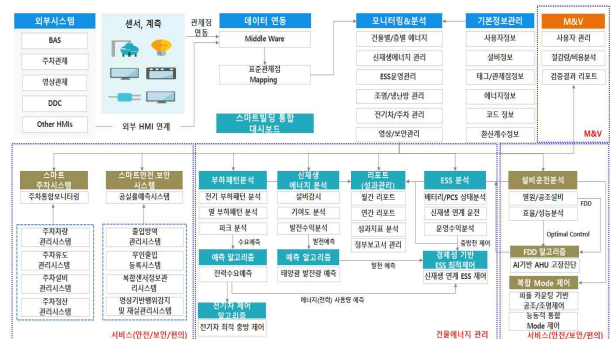 외부시스템
BAS
주차관제
영상관제
DDC
Other HMIs
센서, 계측
외부 HMI 연계
관제점
연동
데이터 연동
Middle Ware
표준관제점
Mapping
스마트빌딩 통합
대시보드
모니터링&분석
건물별/층별 에너지
신재생에너지 관리
ESS운영관리
조명/냉난방 관리
전기차/주차 관리
영상/보안관리
기본정보관리
사용자정보
설비정보
태그/관제점정보
에너지정보
코드 정보
환산계수정보
M&V
사용자 관리
절감량/비용분석
검증결과 리포트
M&V
스마트
주차시스템
주차통합모니터링
주차차량
관리시스템
주차유도
관리시스템
주차설비
관리시스템
주차정산
관리시스템
스마트안전.보안
시스템
공실률예측시스템
출입방역
관리시스템
무인출입
등록시스템
복합센서정보관
리시스템
영상기반행위감지
및 재실관리시스템
서비스(안전/보안/편의)
부하패턴분석
전기 부하패턴 분석
열 부하패턴 분석
피크 분석
수요예측
예측 알고리즘
전력수요예측
전기차 제어
알고리즘
전기차 최적 충방 제어
신재생
에너지 분석
설비감시
기여도 분석
발전수익분석
발전예측
예측 알고리즘
태양광 발전량 예측
에너지(전력) 사용량 예측
리포트
(성과관리)
월간 리포트
연간 리포트
성과지표 분석
정부보고서 관리
발전 예측
ESS 분석
배터리/PCS 상태분석
신재생 연계 운전
운영수익분석
충방전 제어
경제성 기반
ESS 최적제어
신재생 연계 ESS 제어
건물에너지 관리
설비운전분석
열원/공조설비
효율/성능분석
FDD
Optimal Control
FDD 알고리즘
AI기반 AHU 고장진단
복합 Mode 제어
피플 카운팅 기반
공조/조명제어
능동적 통합
Mode 제어
서비스(안전/보안/편의)